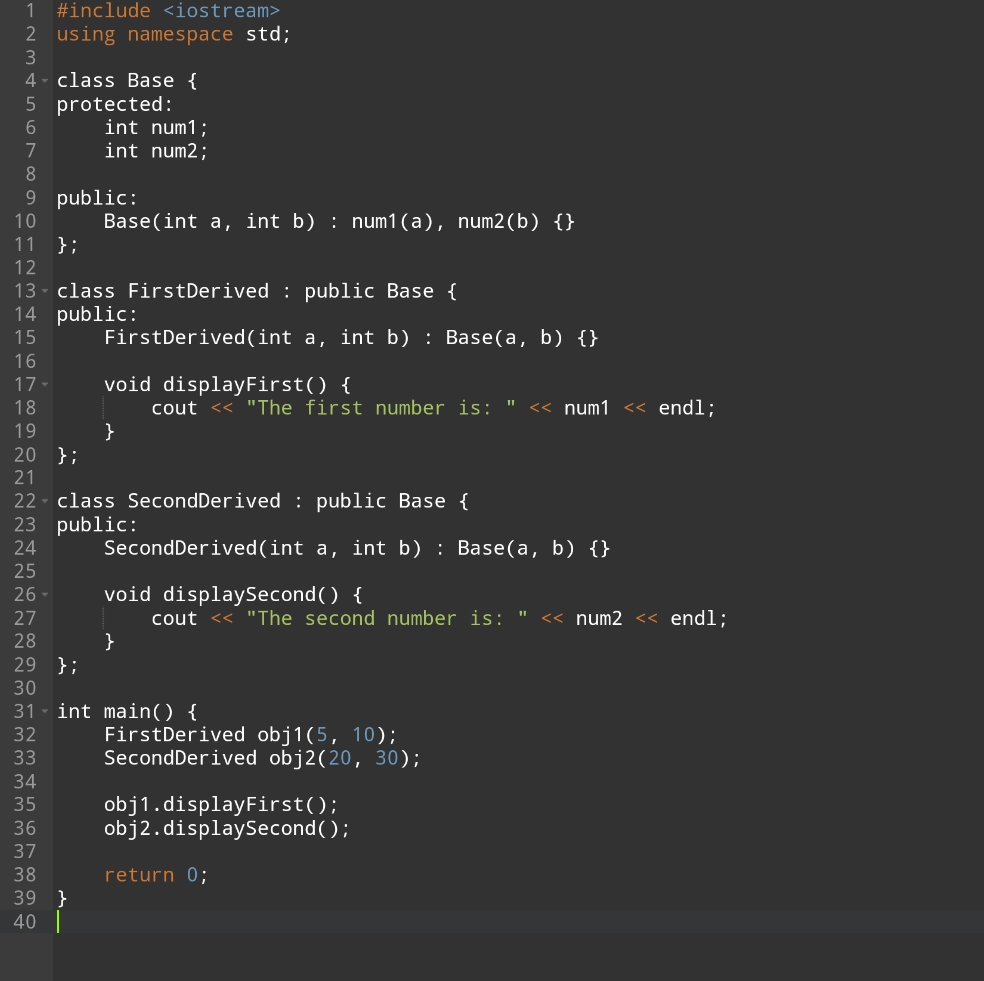 1 #include <iostream>
2 using namespace std;
3
4 class Base {
5 protected:
6     int num1;
7     int num2;
8
9 public:
10     Base(int a, int b) : num1(a), num2(b) {}
11 };
12
13 class FirstDerived : public Base {
14 public:
15     FirstDerived(int a, int b) : Base(a, b) {}
16
17     void displayFirst() {
18         cout << "The first number is: " << num1 << endl;
19     }
20 };
21
22 class SecondDerived : public Base {
23 public:
24     SecondDerived(int a, int b) : Base(a, b) {}
25
26     void displaySecond() {
27         cout << "The second number is: " << num2 << endl;
28     }
29 };
30
31 int main() {
32     FirstDerived obj1(5, 10);
33     SecondDerived obj2(20, 30);
34
35     obj1.displayFirst();
36     obj2.displaySecond();
37
38     return 0;
39 }
40